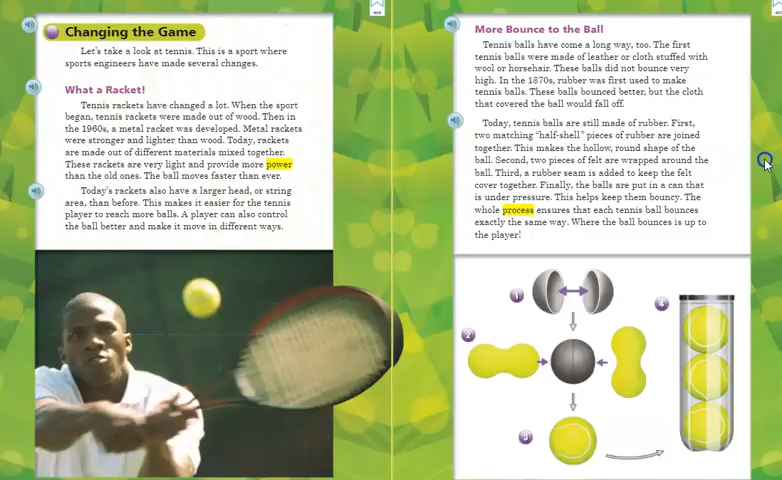 Changing the Game
Let's take a look at tennis. This is a sport where
sports engineers have made several changes.
What a Racket!
Tennis rackets have changed a lot. When the sport
began, tennis rackets were made out of wood. Then in
the 1960s, a metal racket was developed. Metal rackets
were stronger and lighter than wood. Today, rackets
are made out of different materials mixed together.
These rackets are very light and provide more power
than the old ones. The ball moves faster than ever.
Today's rackets also have a larger head, or string
area, than before. This makes it easier for the tennis
player to reach more balls. A player can also control
the ball better and make it move in different ways.
More Bounce to the Ball
Tennis balls have come a long way, too. The first
tennis balls were made of leather or cloth stuffed with
wool or horsehair. These balls did not bounce very
high. In the 1870s, rubber was first used to make
tennis balls. These balls bounced better, but the cloth
that covered the ball would fall off.
Today, tennis balls are still made of rubber. First,
two matching "half-shell" pieces of rubber are joined
together. This makes the hollow, round shape of the
ball. Second, two pieces of felt are wrapped around the
ball. Third, a rubber seam is added to keep the felt
cover together. Finally, the balls are put in a can that
is under pressure. This helps keep them bouncy. The
whole process ensures that each tennis ball bounces
exactly the same way. Where the ball bounces is up to
the player!
1
2
3
4